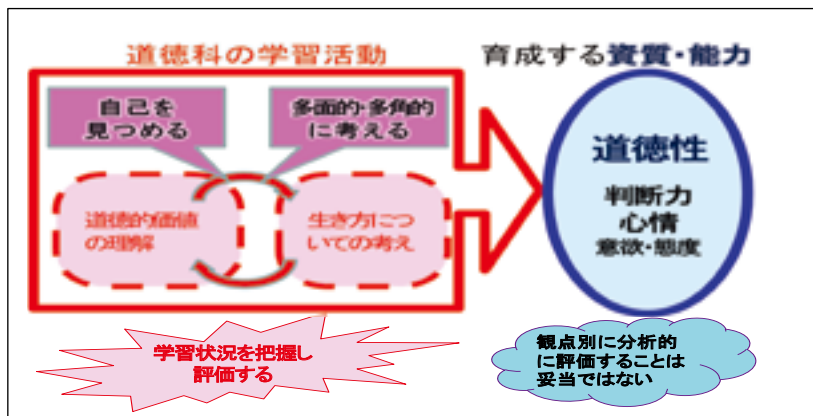 道徳科の学習活動
育成する資質・能力
自己を
見つめる
多面的・多角的
に考える
道徳的価値
の理解
生き方につ
いての考え
道徳性
判断力
心情
意欲・態度
学習状況を把握し
評価する
観点別に分析的
に評価することは
妥当ではない